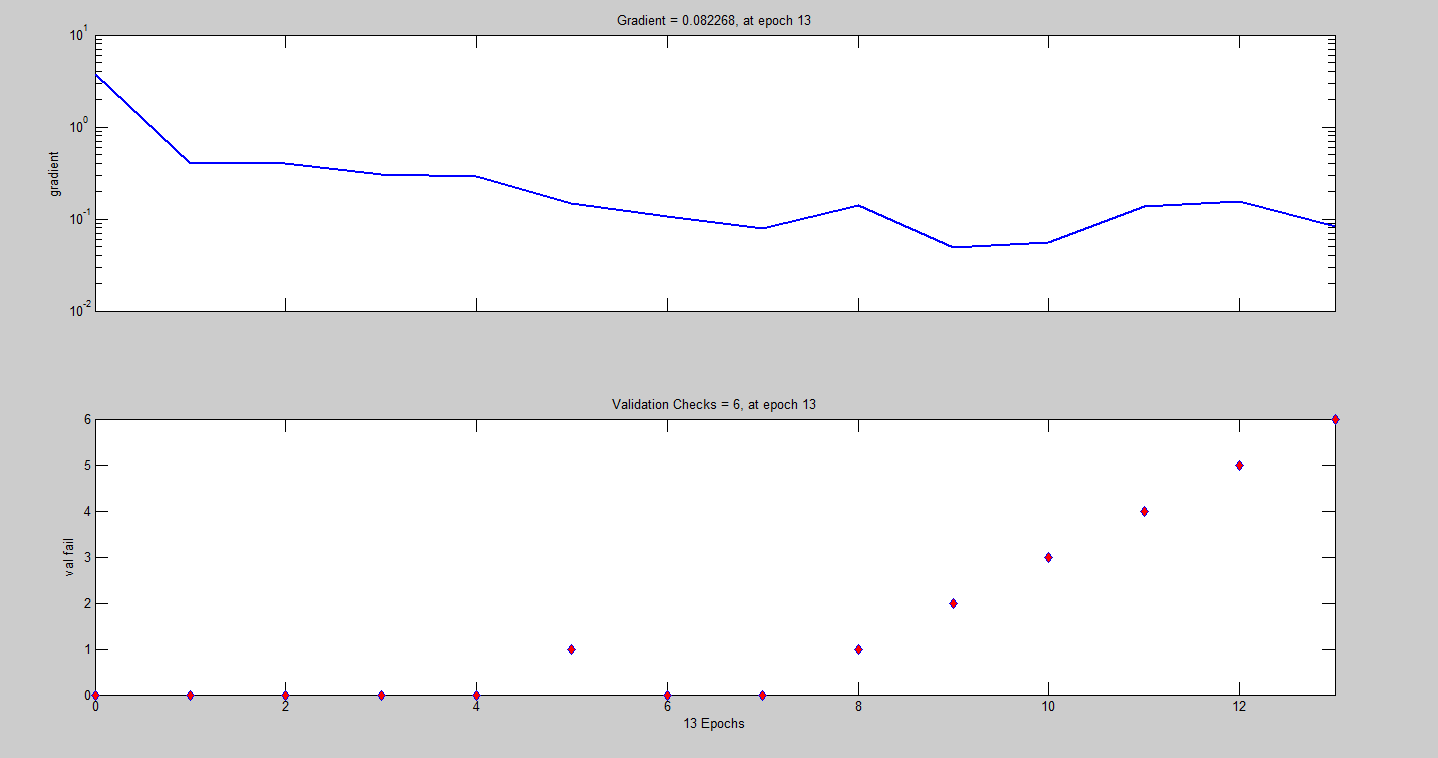 Gradient = 0.082268, at epoch 13
10^1
10^0
10^-1
10^-2
gradient
Validation Checks = 6, at epoch 13
6
5
4
3
2
1
0
val fail
0 2 4 6 8 10 12
13 Epochs